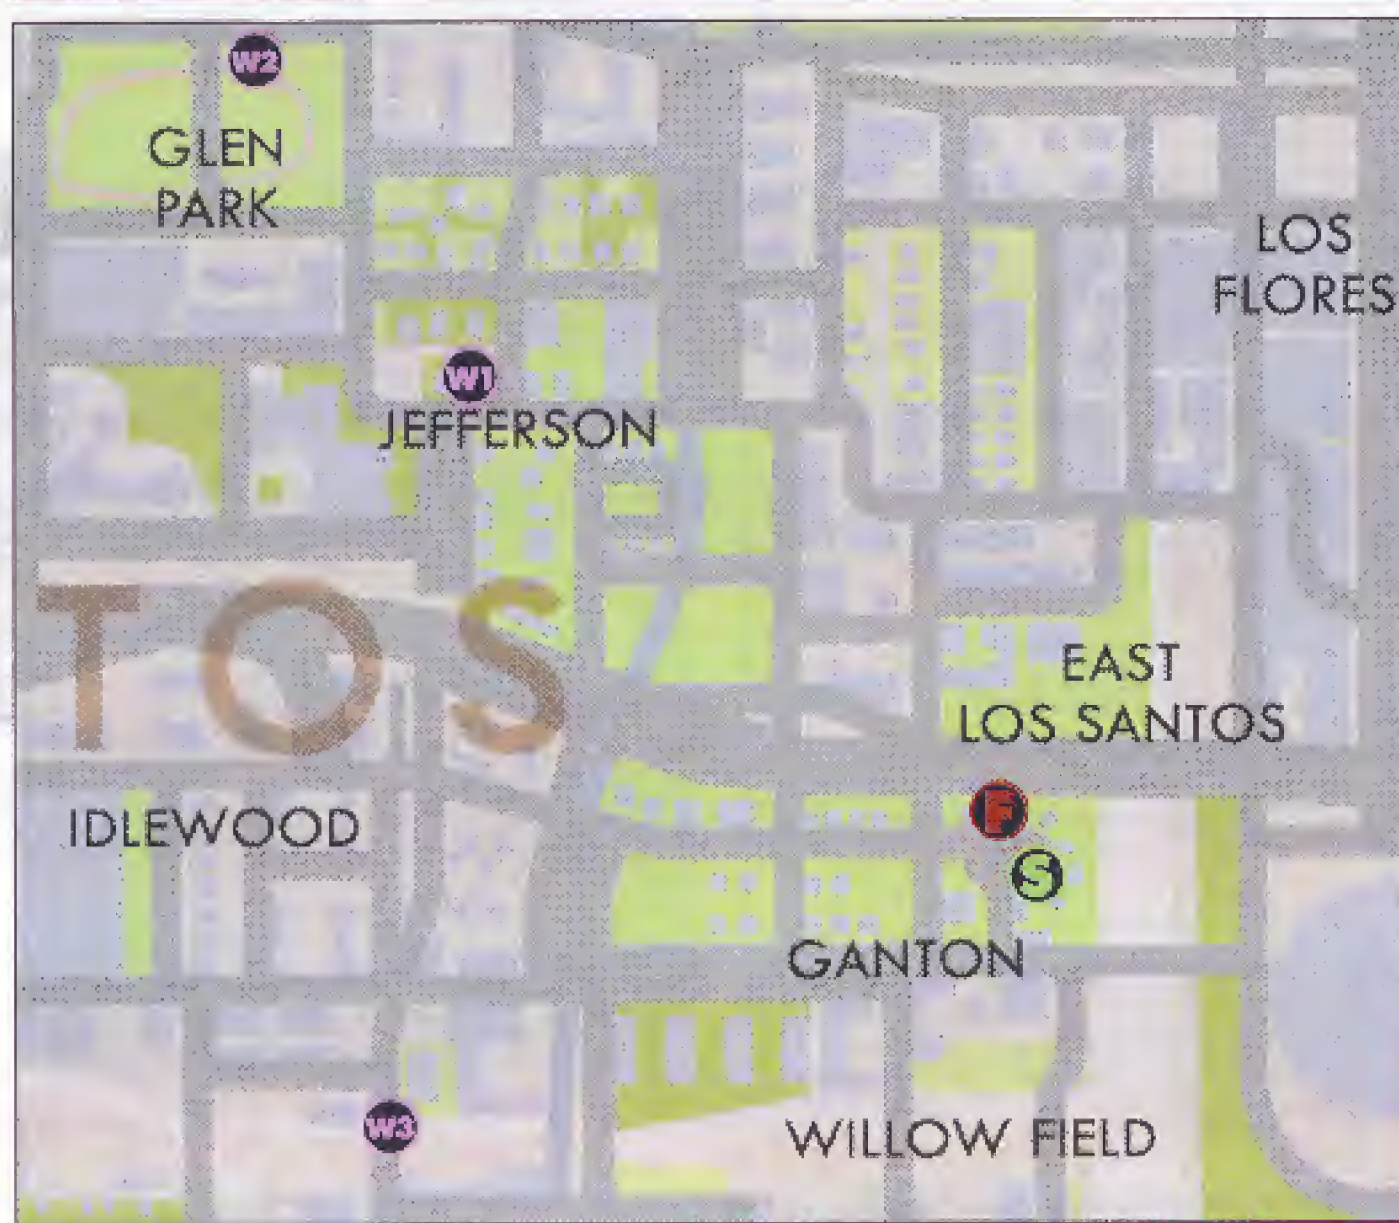 W2
GLEN
PARK
LOS
FLORES
W1
JEFFERSON
TOS
EAST
LOS SANTOS
IDLEWOOD
F
S
GANTON
W3
WILLOW FIELD